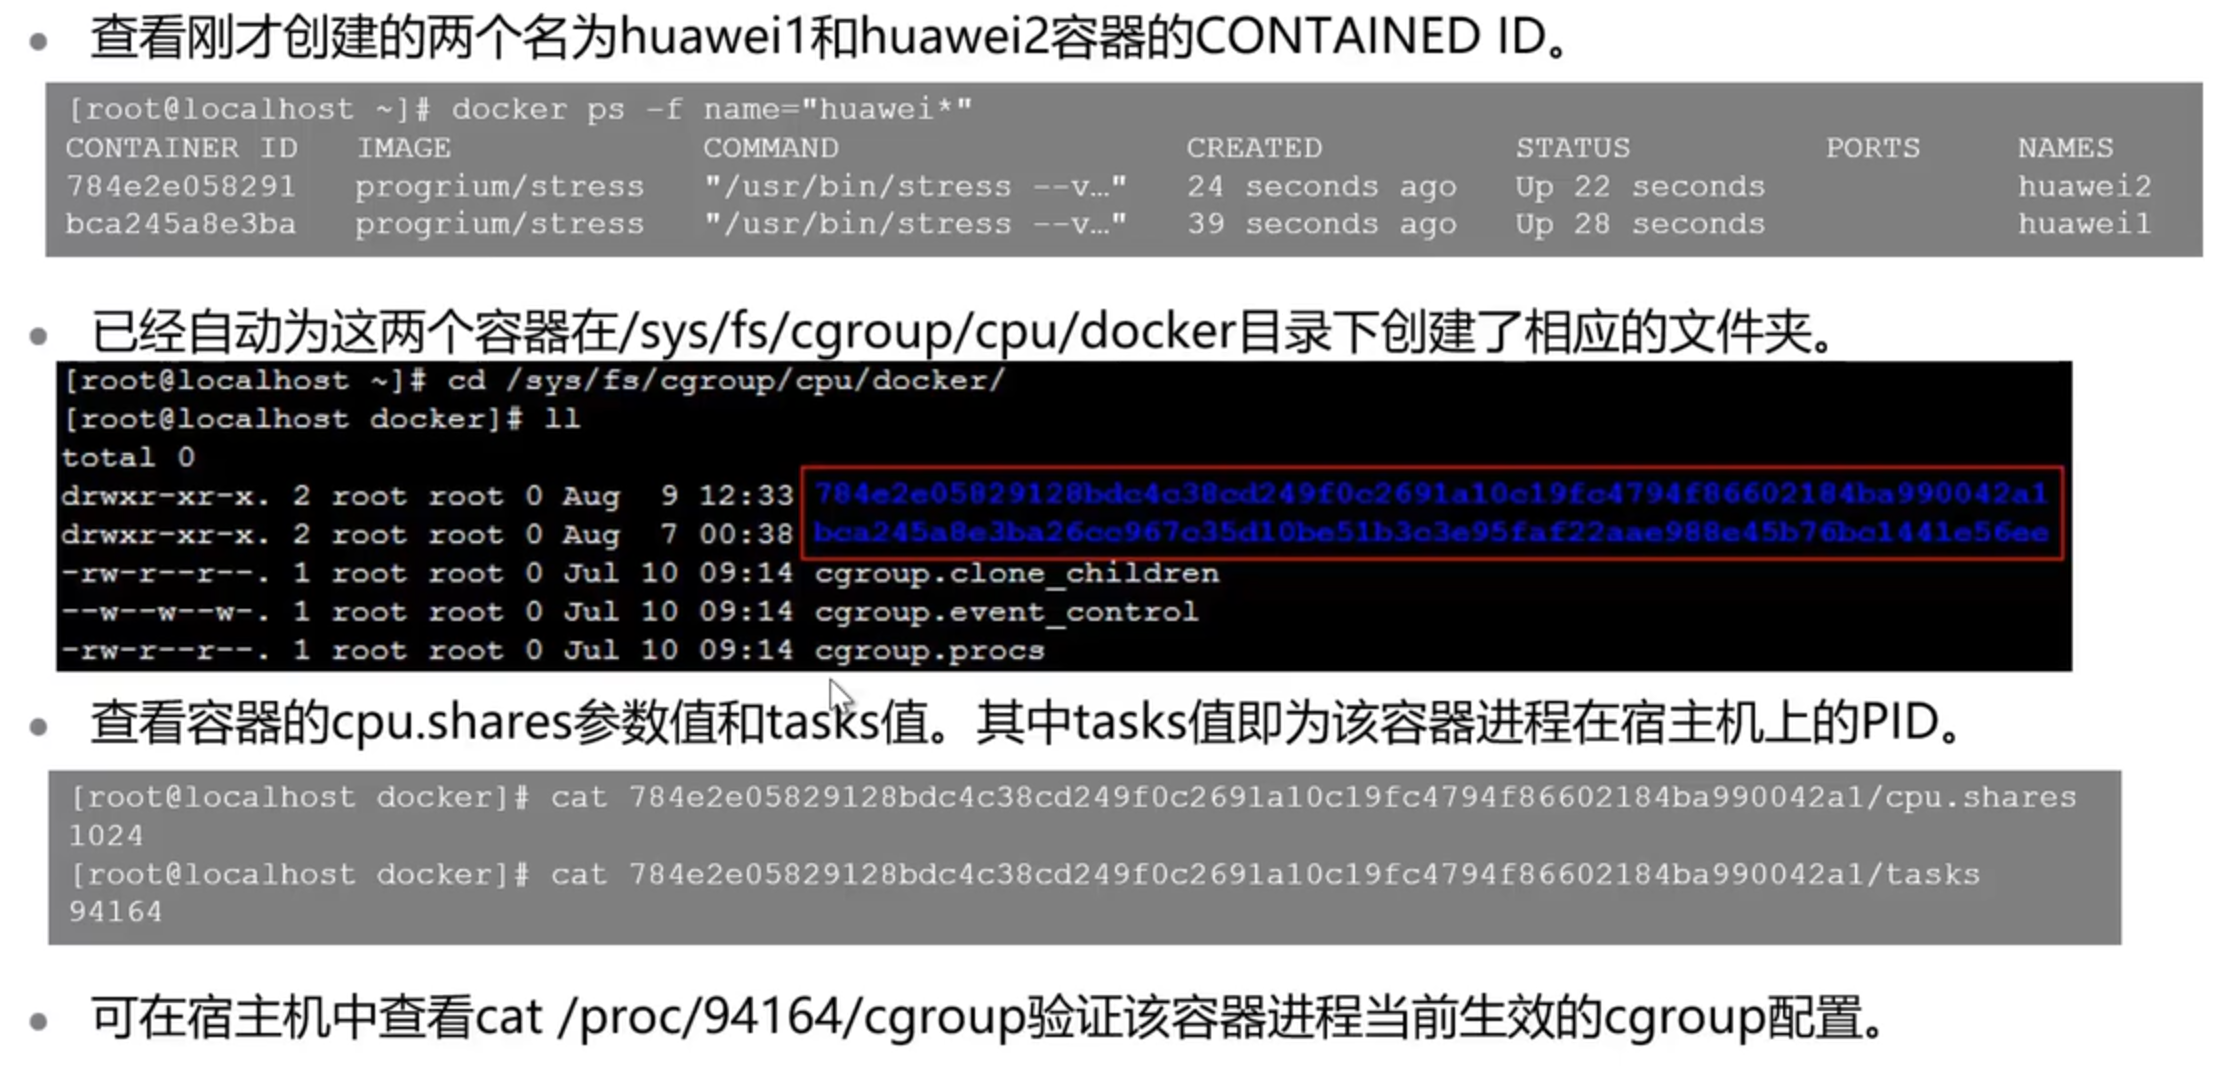 查看刚才创建的两个名为huawei1和huawei2容器的CONTAINED ID。
[root@localhost ~]# docker ps -f name="huawei*"
CONTAINER ID IMAGE COMMAND CREATED STATUS PORTS NAMES
784e2e058291 progrium/stress "/usr/bin/stress --v…" 24 seconds ago Up 22 seconds huawei2
bca245a8e3ba progrium/stress "/usr/bin/stress --v…" 39 seconds ago Up 28 seconds huawei1
已经自动为这两个容器在/sys/fs/cgroup/cpu/docker目录下创建了相应的文件夹。
[root@localhost ~]# cd /sys/fs/cgroup/cpu/docker/
[root@localhost docker]# ll
total 0
drwxr-xr-x. 2 root root 0 Aug 9 12:33 784e2e05829128bdc4c38cd249f0c2691a10c19fc4794f86602184ba990042a1
drwxr-xr-x. 2 root root 0 Aug 7 00:38 bca245a8e3ba26cc967c35d10be51b3c3e95faf22aae988e45b76bc1441e56ee
-rw-r--r--. 1 root root 0 Jul 10 09:14 cgroup.clone_children
--w--w--w-. 1 root root 0 Jul 10 09:14 cgroup.event_control
-rw-r--r--. 1 root root 0 Jul 10 09:14 cgroup.procs
查看容器的cpu.shares参数值和tasks值。其中tasks值即为该容器进程在宿主机上的PID。
[root@localhost docker]# cat 784e2e05829128bdc4c38cd249f0c2691a10c19fc4794f86602184ba990042a1/cpu.shares
1024
[root@localhost docker]# cat 784e2e05829128bdc4c38cd249f0c2691a10c19fc4794f86602184ba990042a1/tasks
94164
可在宿主机中查看cat /proc/94164/cgroup验证该容器进程当前生效的cgroup配置。